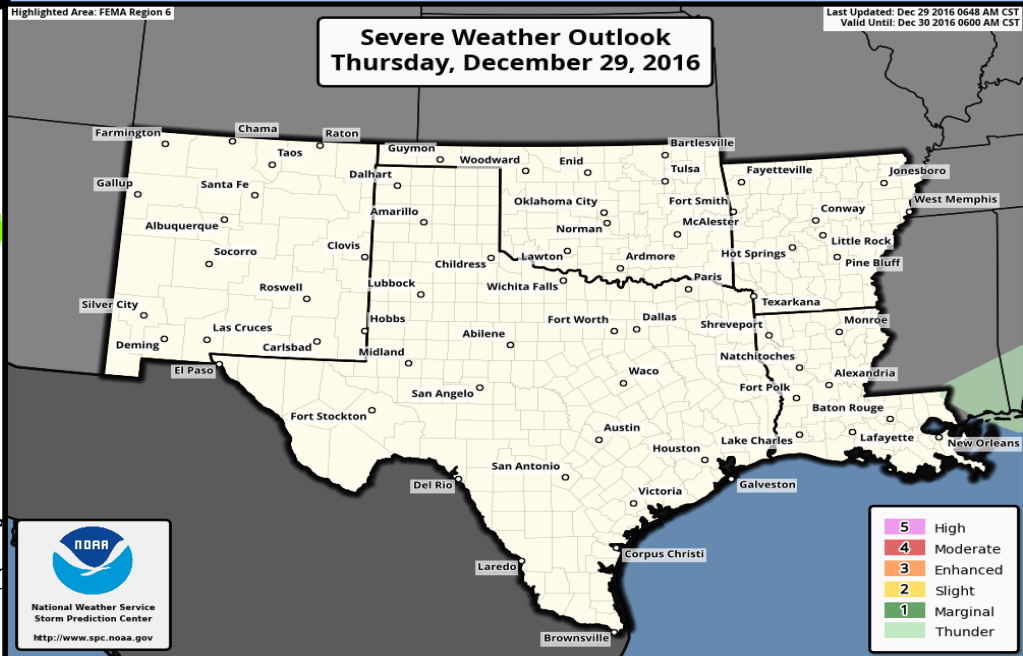 Highlighted Area: FEMA Region 6
Last Updated: Dec 29 2016 0648 AM CST
Valid Until: Dec 30 2016 0600 AM CST
Severe Weather Outlook
Thursday, December 29, 2016
Farmington
Chama
Raton
Taos
Guymon
Woodward
Enid
Bartlesville
Tulsa
Fayetteville
Jonesboro
Gallup
Santa Fe
Dalhart
Oklahoma City
Fort Smith
West Memphis
Albuquerque
Amarillo
Norman
McAlester
Conway
Little Rock
Socorro
Clovis
Childress
Lawton
Ardmore
Hot Springs
Pine Bluff
Roswell
Lubbock
Wichita Falls
Paris
Texarkana
Silver City
Las Cruces
Hobbs
Abilene
Fort Worth
Dallas
Shreveport
Monroe
Deming
Carlsbad
Midland
Natchitoches
El Paso
San Angelo
Waco
Fort Polk
Alexandria
Fort Stockton
Austin
Baton Rouge
Houston
Lake Charles
Lafayette
New Orleans
Del Rio
San Antonio
Victoria
Galveston
Laredo
Corpus Christi
Brownsville
NOAA
National Weather Service
Storm Prediction Center
http://www.spc.noaa.gov
5 High
4 Moderate
3 Enhanced
2 Slight
1 Marginal
Thunder